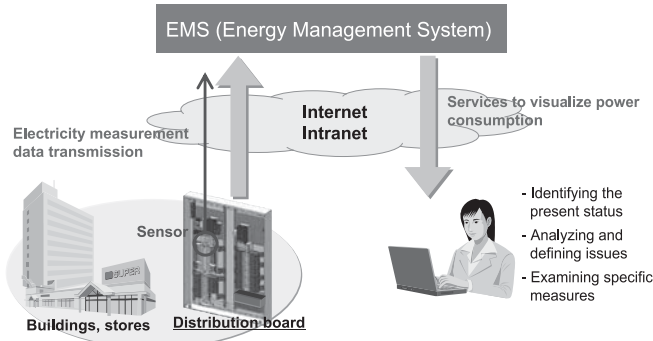 EMS (Energy Management System)
Internet
Intranet
Services to visualize power
consumption
Electricity measurement
data transmission
Sensor
SUPER
Buildings, stores
Distribution board
- Identifying the
present status
- Analyzing and
defining issues
- Examining specific
measures